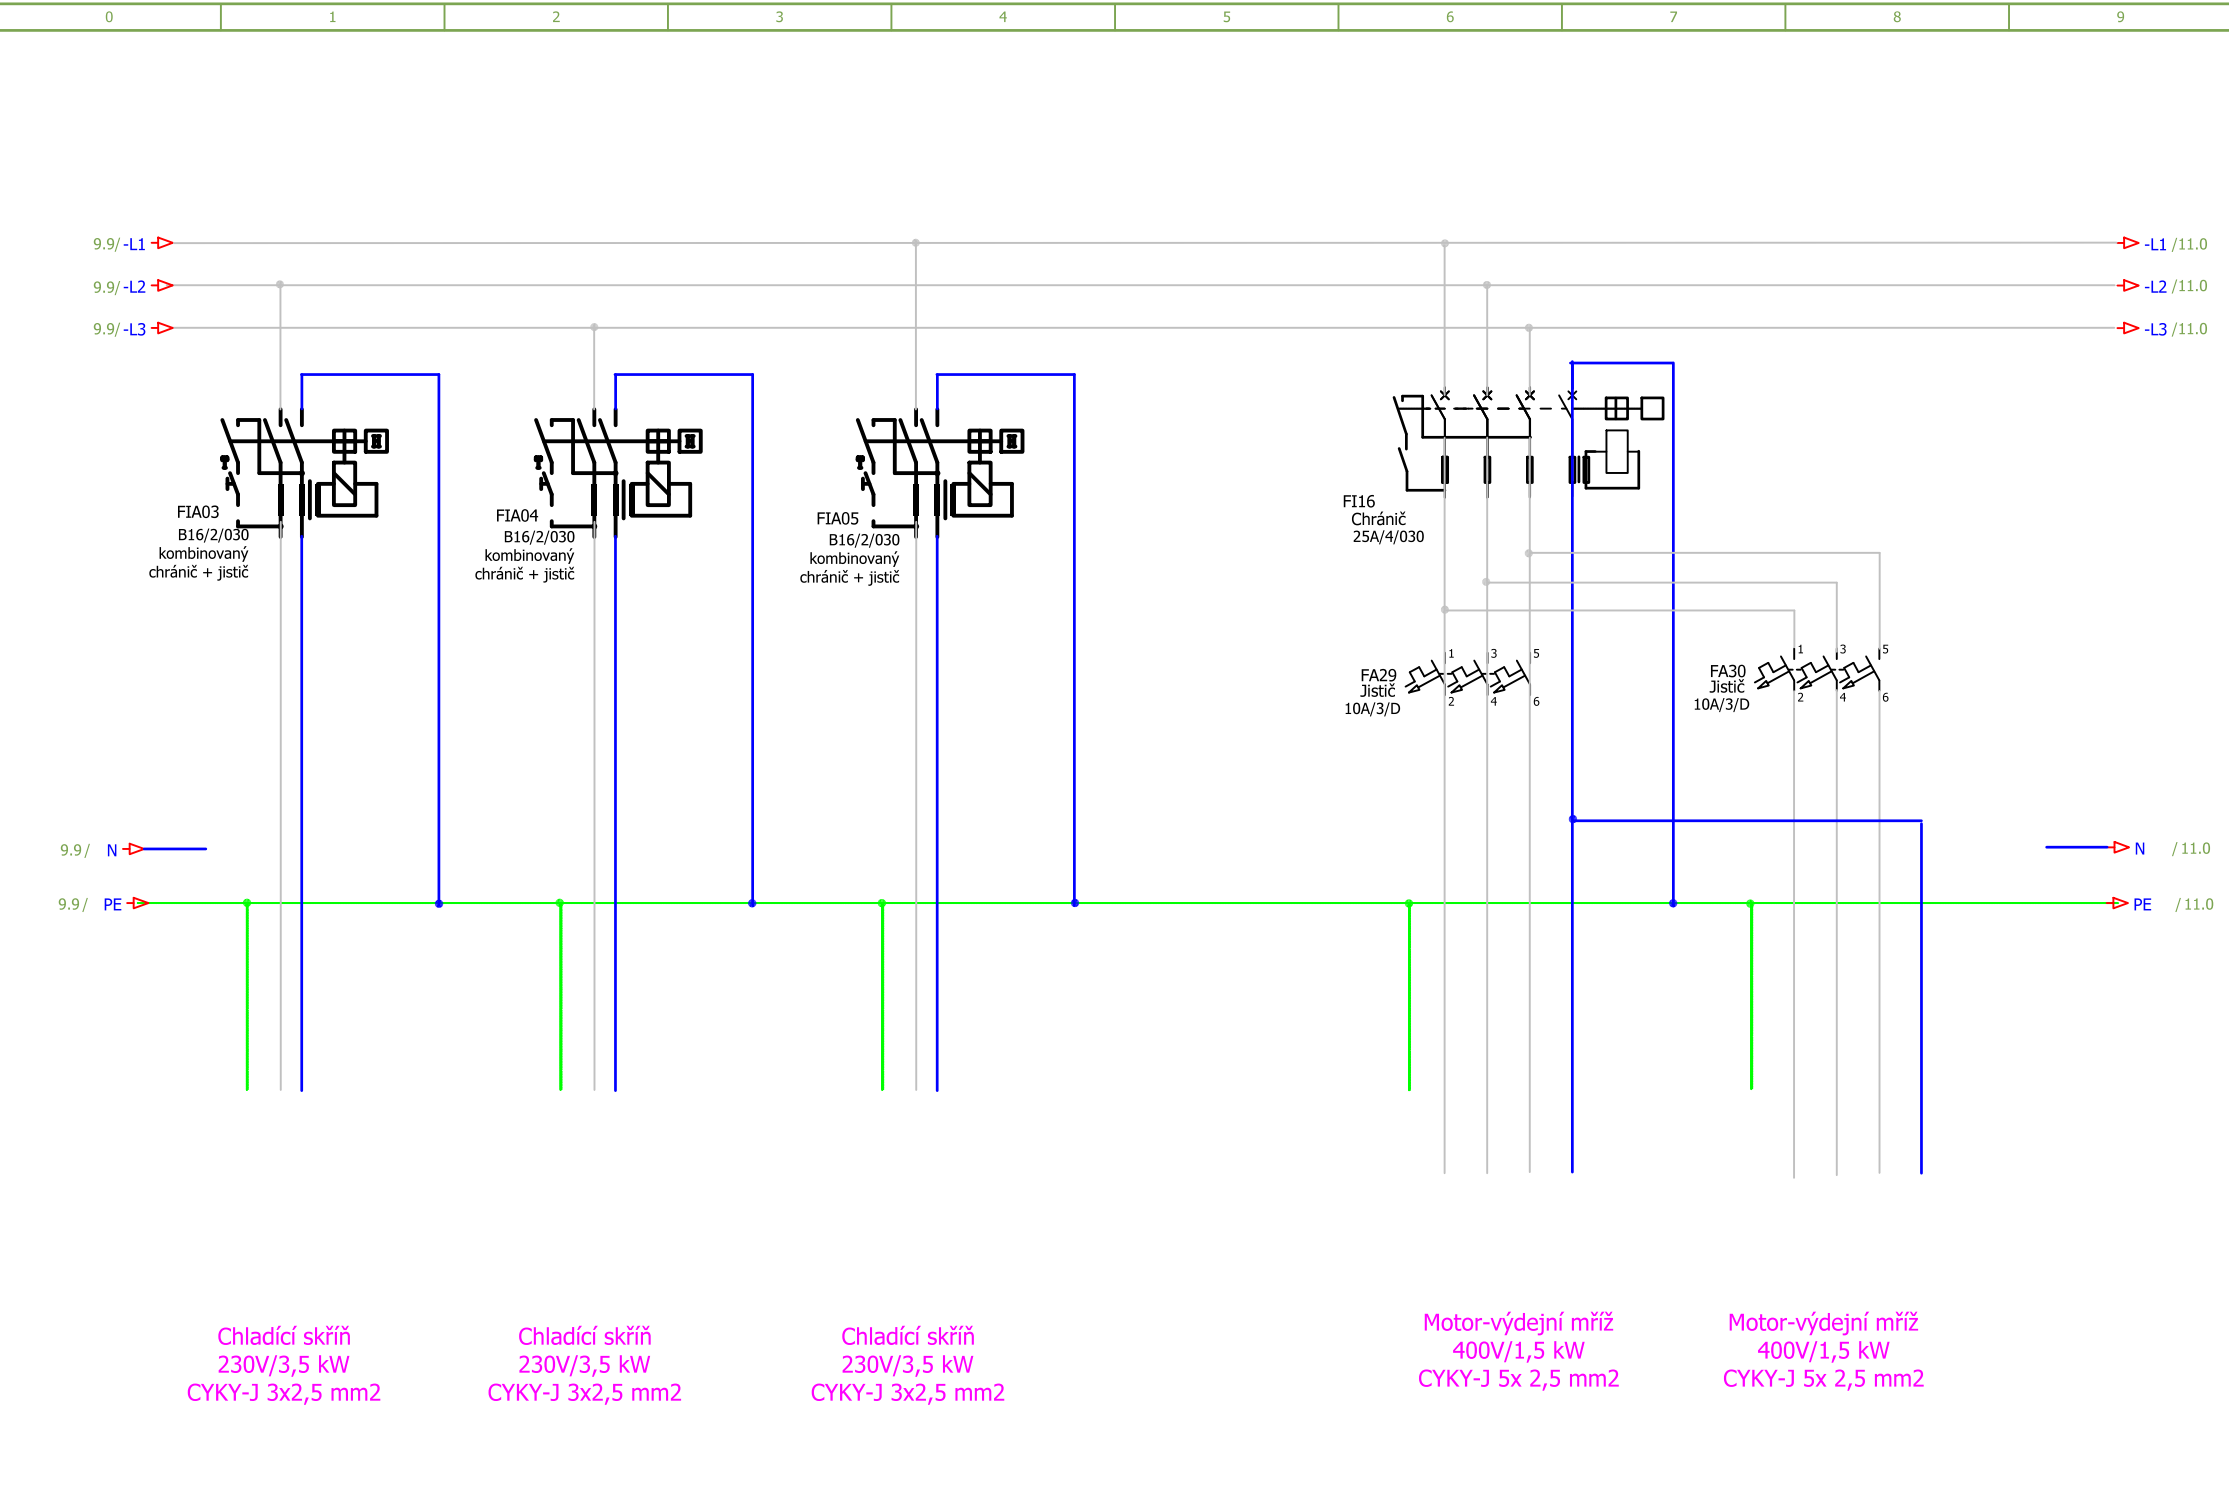 0 1 2 3 4 5 6 7 8 9
9.9/ -L1 -L1 /11.0
9.9/ -L2 -L2 /11.0
9.9/ -L3 -L3 /11.0
FIA03
B16/2/030
kombinovaný
chránič + jistič
FIA04
B16/2/030
kombinovaný
chránič + jistič
FIA05
B16/2/030
kombinovaný
chránič + jistič
FI16
Chránič
25A/4/030
FA29
Jistič
10A/3/D
1 3 5
2 4 6
FA30
Jistič
10A/3/D
1 3 5
2 4 6
9.9/ N N /11.0
9.9/ PE PE /11.0
Chladící skříň
230V/3,5 kW
CYKY-J 3x2,5 mm2
Chladící skříň
230V/3,5 kW
CYKY-J 3x2,5 mm2
Chladící skříň
230V/3,5 kW
CYKY-J 3x2,5 mm2
Motor-výdejní mříž
400V/1,5 kW
CYKY-J 5x 2,5 mm2
Motor-výdejní mříž
400V/1,5 kW
CYKY-J 5x 2,5 mm2